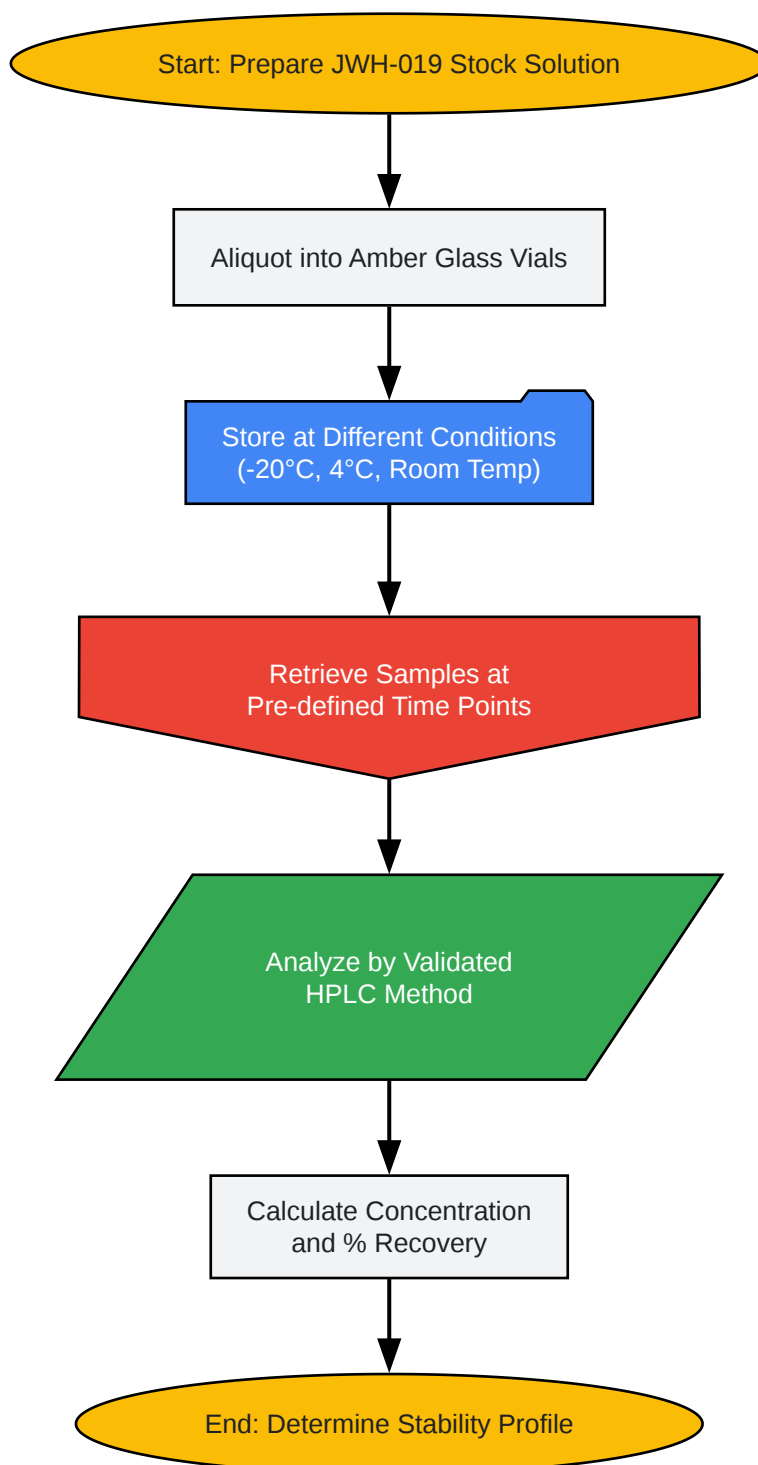 Start: Prepare JWH-019 Stock Solution
Aliquot into Amber Glass Vials
Store at Different Conditions
(-20°C, 4°C, Room Temp)
Retrieve Samples at
Pre-defined Time Points
Analyze by Validated
HPLC Method
Calculate Concentration
and % Recovery
End: Determine Stability Profile